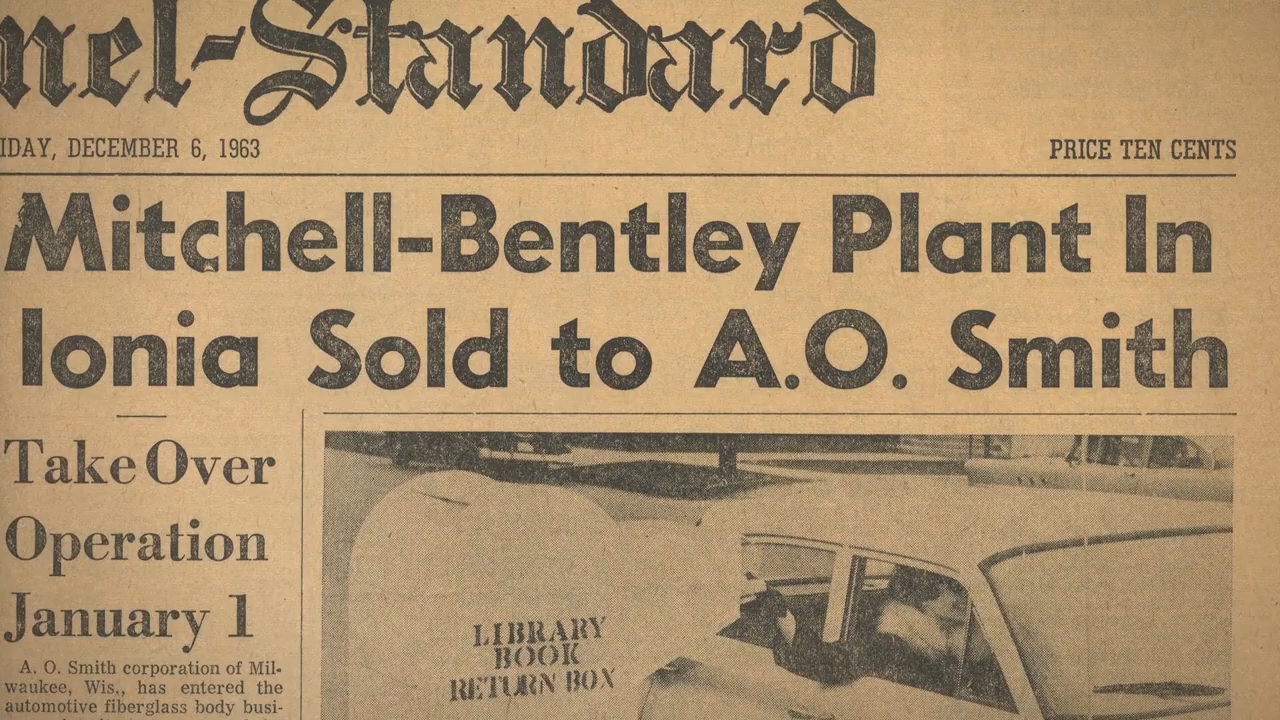 nel-Standard
IDAY, DECEMBER 6, 1963
PRICE TEN CENTS
Mitchell-Bentley Plant In
Ionia Sold to A.O. Smith
Take Over
Operation
January 1
A. O. Smith corporation of Mil-
waukee, Wis., has entered the
automotive fiberglass body busi-
LIBRARY
BOOK
RETURN BOX